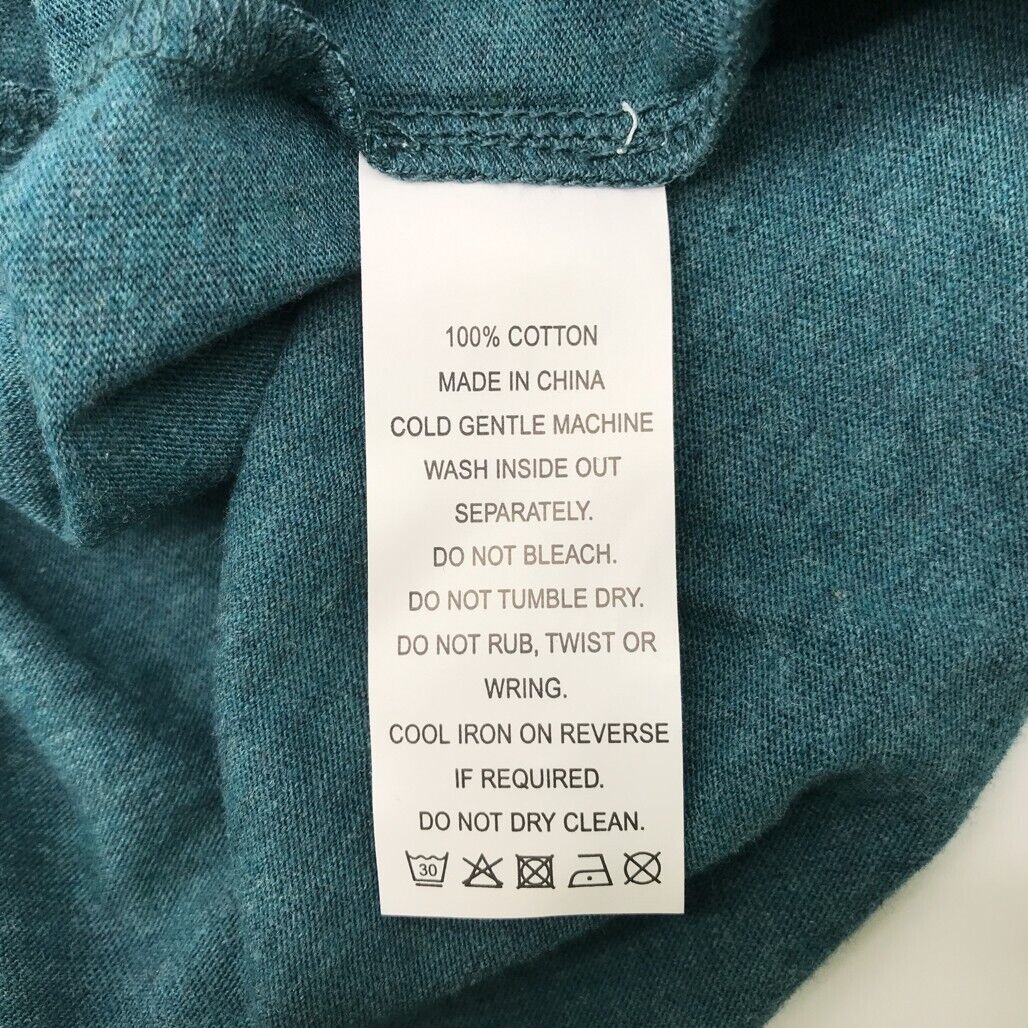 100% COTTON
MADE IN CHINA
COLD GENTLE MACHINE
WASH INSIDE OUT
SEPARATELY.
DO NOT BLEACH.
DO NOT TUMBLE DRY.
DO NOT RUB, TWIST OR
WRING.
COOL IRON ON REVERSE
IF REQUIRED.
DO NOT DRY CLEAN.
30